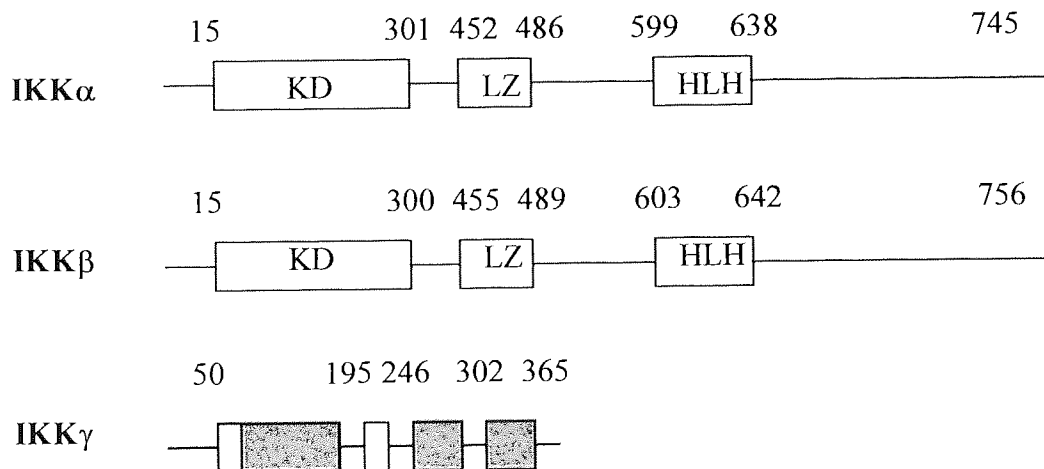 15 301 452 486 599 638 745
IKKα KD LZ HLH
15 300 455 489 603 642 756
IKKβ KD LZ HLH
50 195 246 302 365
IKKγ